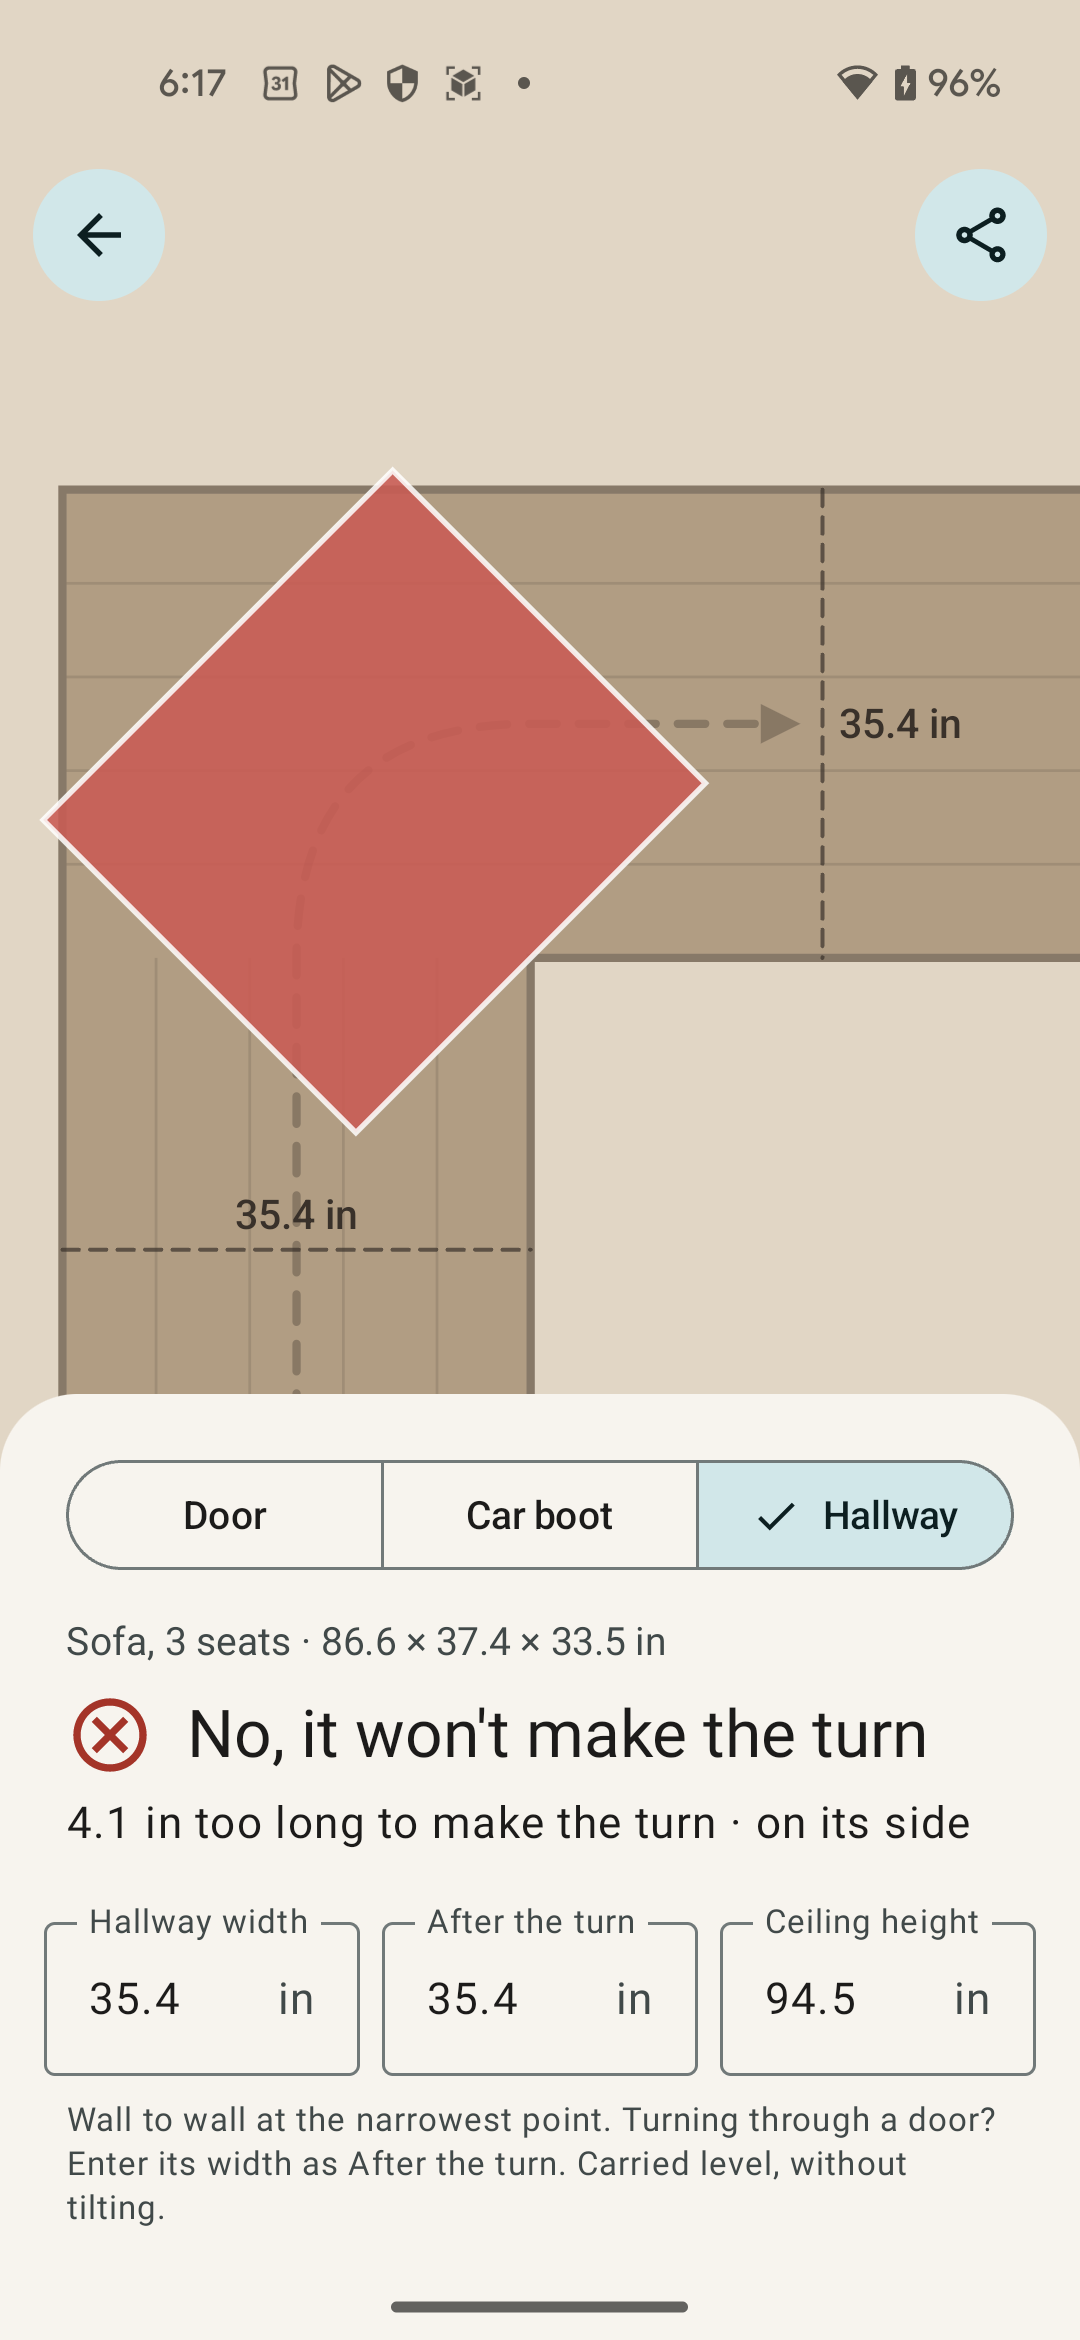 6:17
31
96%
35.4 in
35.4 in
Door
Car boot
Hallway
Sofa, 3 seats · 86.6 × 37.4 × 33.5 in
No, it won't make the turn
4.1 in too long to make the turn · on its side
Hallway width
After the turn
Ceiling height
35.4 in
35.4 in
94.5 in
Wall to wall at the narrowest point. Turning through a door?
Enter its width as After the turn. Carried level, without
tilting.